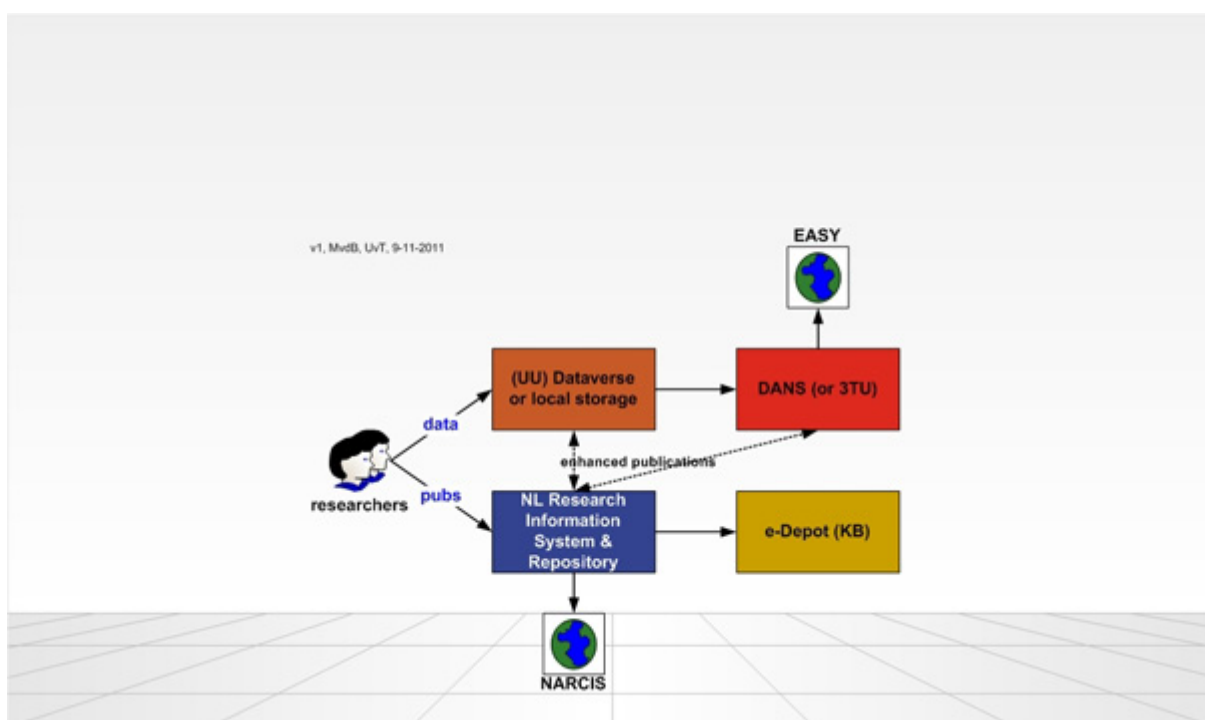 EASY
v1, MvdB, UvT, 9-11-2011
(UU) Dataverse
or local storage
DANS (or 3TU)
data
enhanced publications
pubs
researchers
NL Research
Information
System &
Repository
e-Depot (KB)
NARCIS